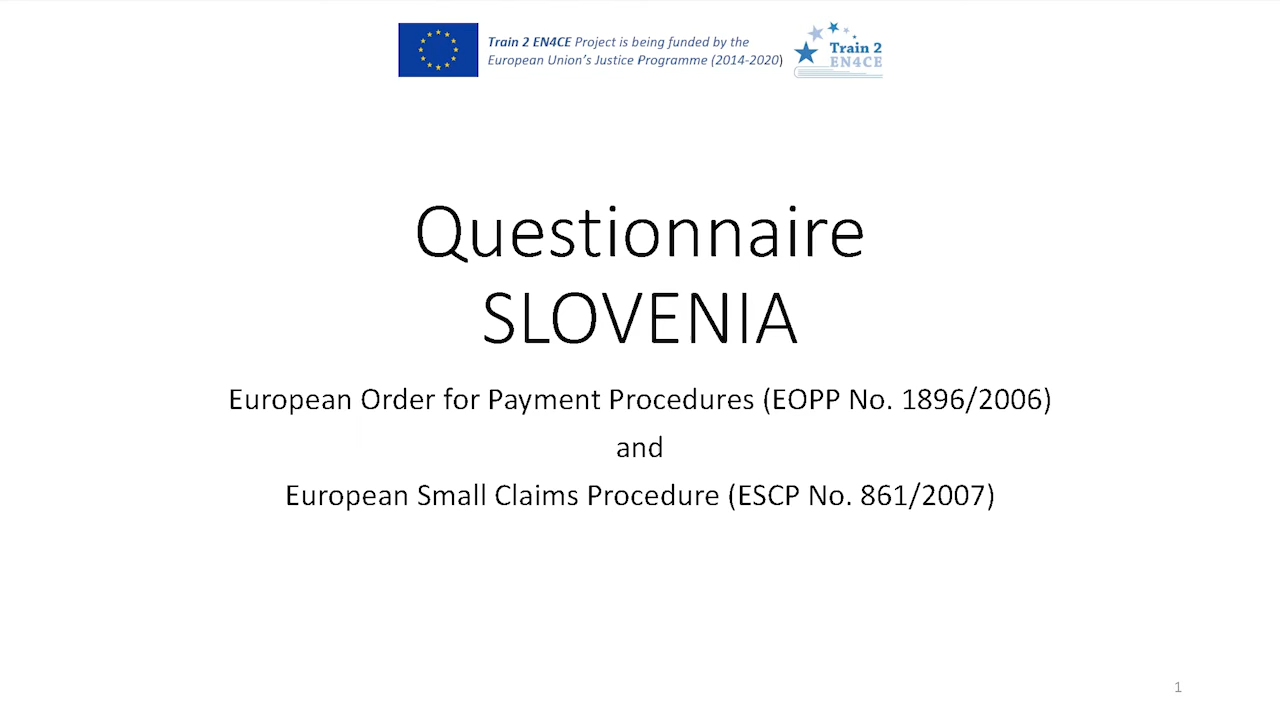 Train 2 EN4CE Project is being funded by the
European Union's Justice Programme (2014-2020)
Train 2
EN4CE
Questionnaire
SLOVENIA
European Order for Payment Procedures (EOPP No. 1896/2006)
and
European Small Claims Procedure (ESCP No. 861/2007)
1